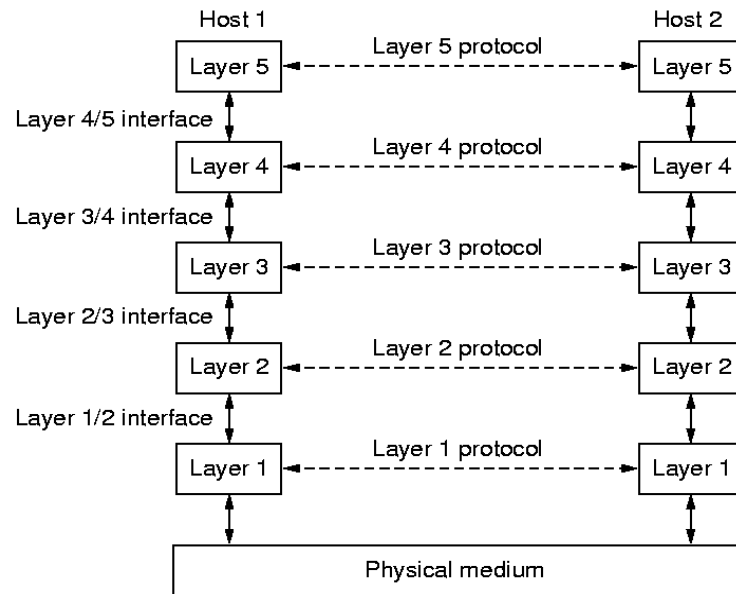 Host 1
Host 2
Layer 5
Layer 5 protocol
Layer 5
Layer 4/5 interface
Layer 4
Layer 4 protocol
Layer 4
Layer 3/4 interface
Layer 3
Layer 3 protocol
Layer 3
Layer 2/3 interface
Layer 2
Layer 2 protocol
Layer 2
Layer 1/2 interface
Layer 1
Layer 1 protocol
Layer 1
Physical medium